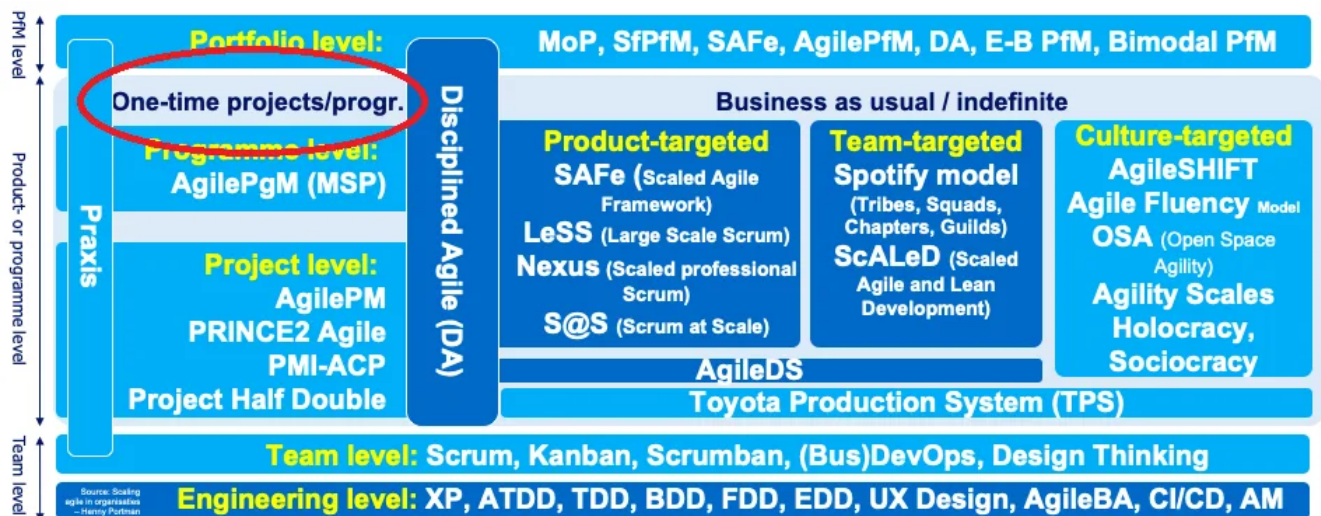 PfM level
Portfolio level:
MoP, SfPfM, SAFe, AgilePfM, DA, E-B PfM, Bimodal PfM
Product- or programme level
Praxis
One-time projects/progr.
Programme level:
AgilePgM (MSP)
Project level:
AgilePM
PRINCE2 Agile
PMI-ACP
Project Half Double
Disciplined Agile (DA)
Business as usual / indefinite
Product-targeted
SAFe (Scaled Agile
Framework)
LeSS (Large Scale Scrum)
Nexus (Scaled professional
Scrum)
S@S (Scrum at Scale)
Team-targeted
Spotify model
(Tribes, Squads,
Chapters, Guilds)
ScALeD (Scaled
Agile and Lean
Development)
Culture-targeted
AgileSHIFT
Agile Fluency Model
OSA (Open Space
Agility)
Agility Scales
Holocracy,
Sociocracy
AgileDS
Toyota Production System (TPS)
Team level
Team level: Scrum, Kanban, Scrumban, (Bus)DevOps, Design Thinking
Source: Scaling
agile in organisaties
– Henny Portman
Engineering level: XP, ATDD, TDD, BDD, FDD, EDD, UX Design, AgileBA, CI/CD, AM